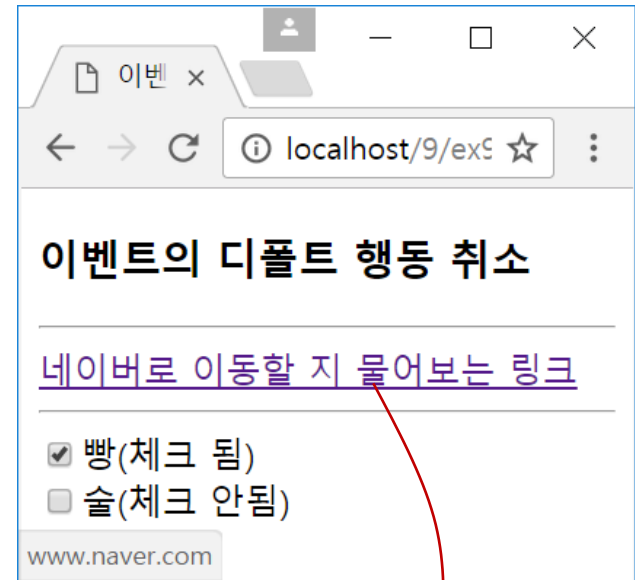 이벤
localhost/9/ex9
이벤트의 디폴트 행동 취소
네이버로 이동할 지 물어보는 링크
빵(체크 됨)
술(체크 안됨)
www.naver.com